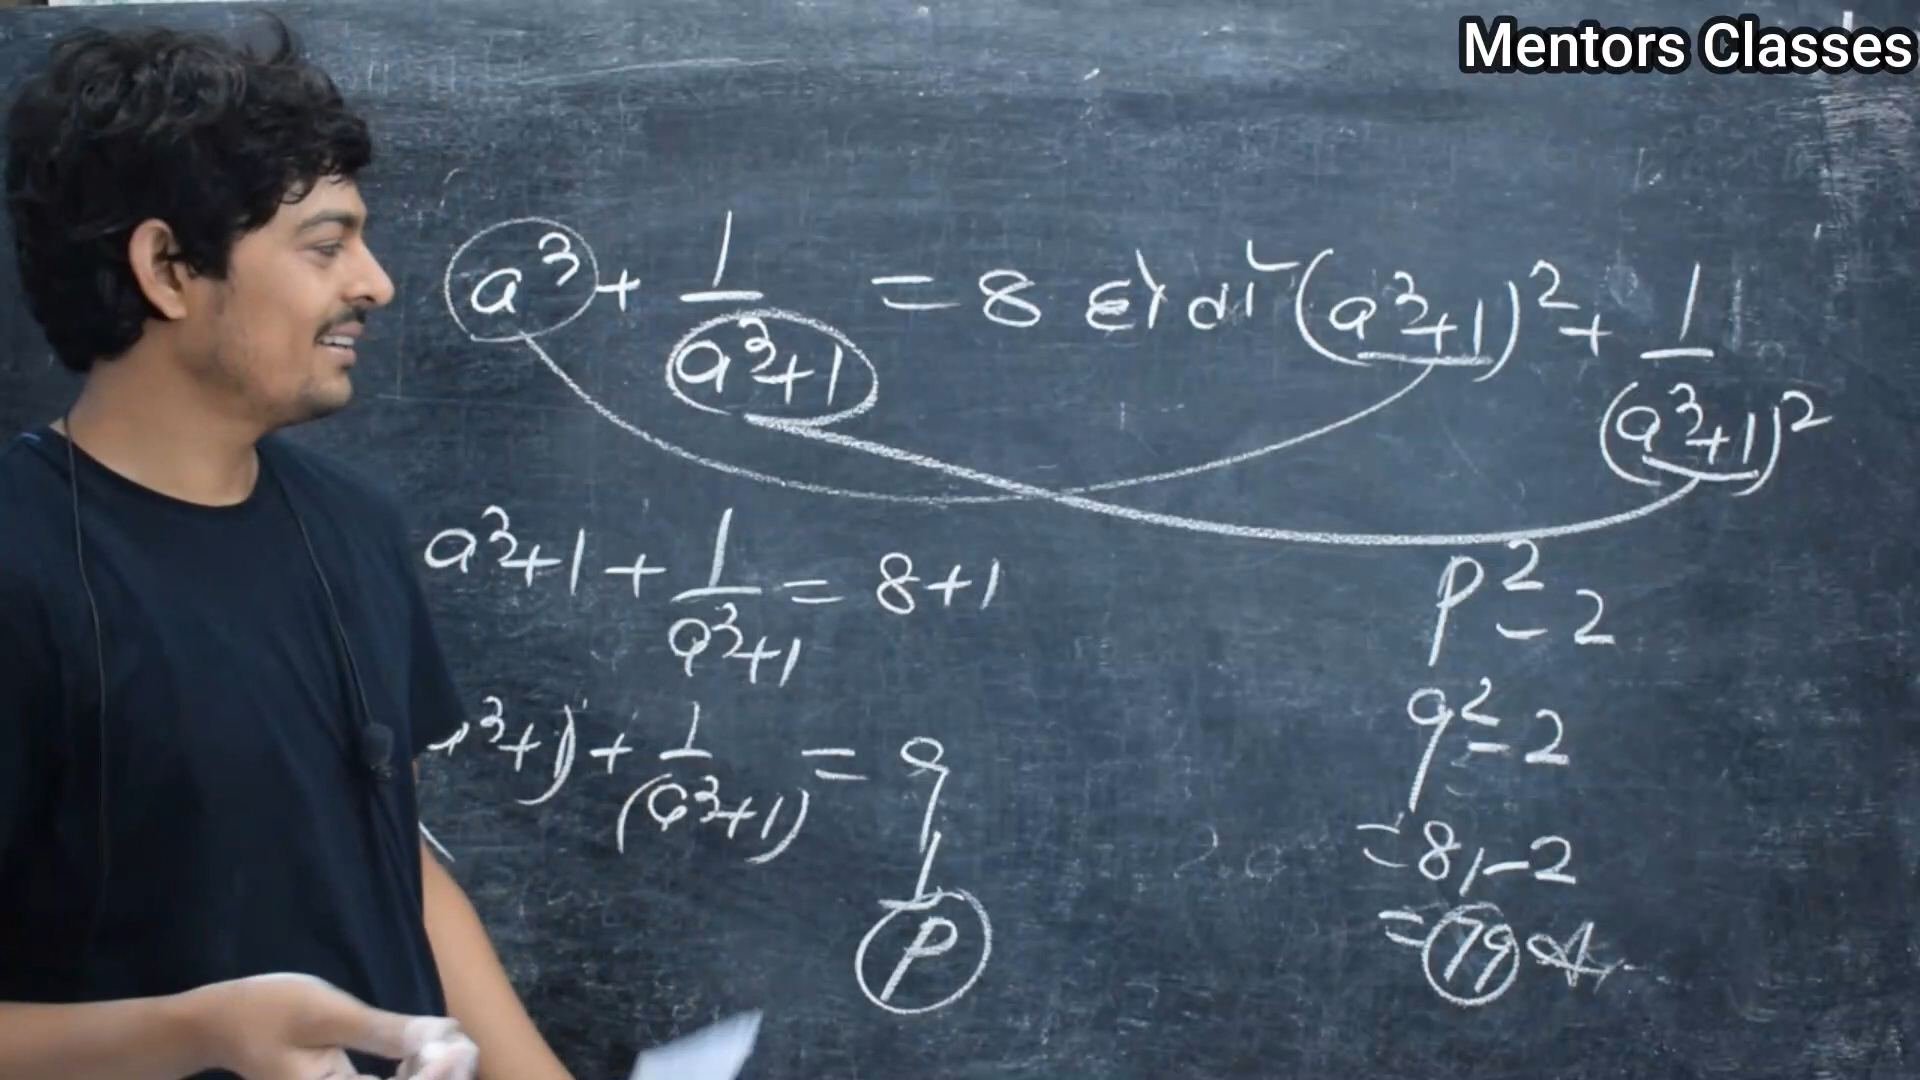 Mentors Classes
a³ + 1/(a³+1) = 8 हो तो (a³+1)² + 1/(a³+1)²
a³+1 + 1/(a³+1) = 8+1
³+1) + 1/(a³+1) = 9
P
P² - 2
9² - 2
= 81 - 2
= 79